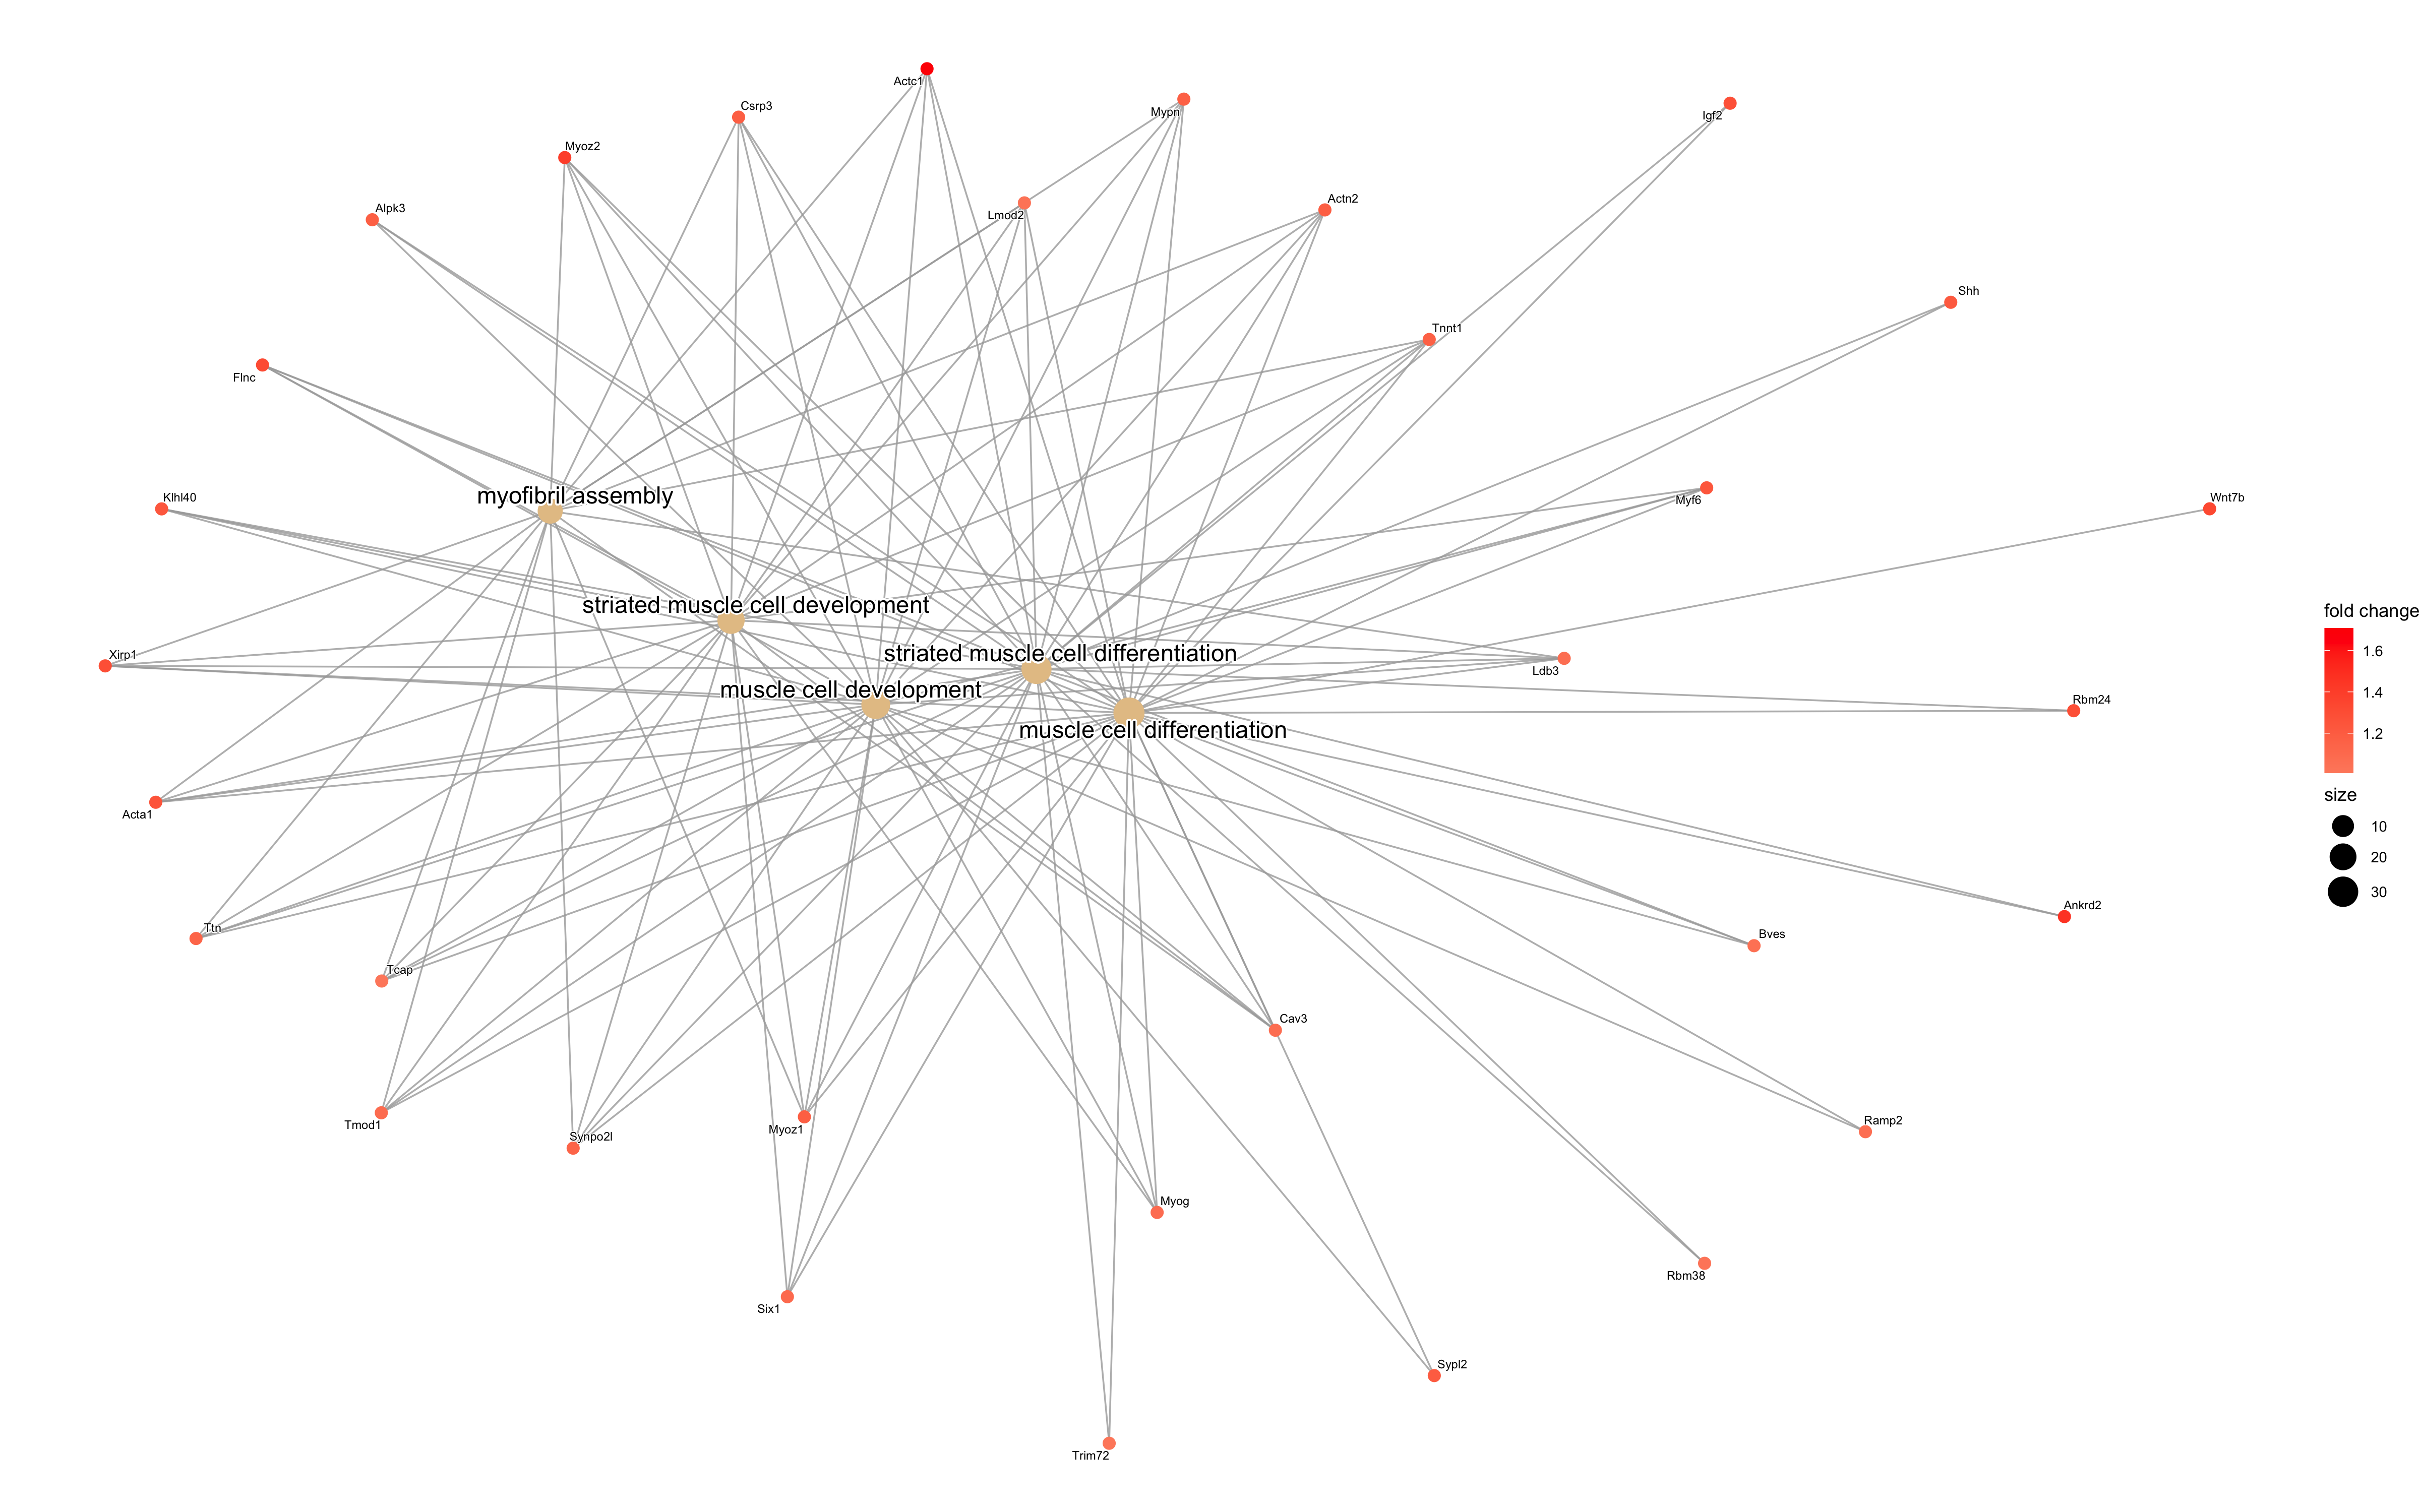 Actc1
Csrp3
Mypn
Igf2
Myoz2
Alpk3
Lmod2
Actn2
Shh
Tnnt1
Flnc
Klhl40
myofibril assembly
Myf6
Wnt7b
striated muscle cell development
fold change
1.6
1.4
1.2
striated muscle cell differentiation
Xirp1
Ldb3
muscle cell development
Rbm24
muscle cell differentiation
size
10
20
30
Acta1
Ankrd2
Ttn
Bves
Tcap
Cav3
Tmod1
Synpo2l
Myoz1
Ramp2
Myog
Rbm38
Six1
Sypl2
Trim72